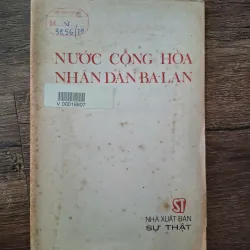 NƯỚC CỘNG HÒA
NHÂN DÂN BA-LAN
ST
NHÀ XUẤT BẢN
SỰ THẬT